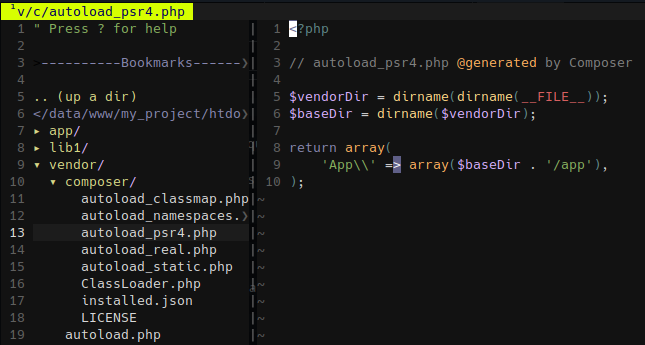 ¹v/c/autoload_psr4.php
1 " Press ? for help
2
3 >----------Bookmarks------>
4
5 .. (up a dir)
6 </data/www/my_project/htdo
7 ▸ app/
8 ▸ lib1/
9 ▾ vendor/
10 ▾ composer/
11 autoload_classmap.php
12 autoload_namespaces.>
13 autoload_psr4.php
14 autoload_real.php
15 autoload_static.php
16 ClassLoader.php
17 installed.json
18 LICENSE
19 autoload.php
1 <?php
2
3 // autoload_psr4.php @generated by Composer
4
5 $vendorDir = dirname(dirname(__FILE__));
6 $baseDir = dirname($vendorDir);
7
8 return array(
9 'App\\' => array($baseDir . '/app'),
10 );
~
~
~
~
~
~
~
~
~